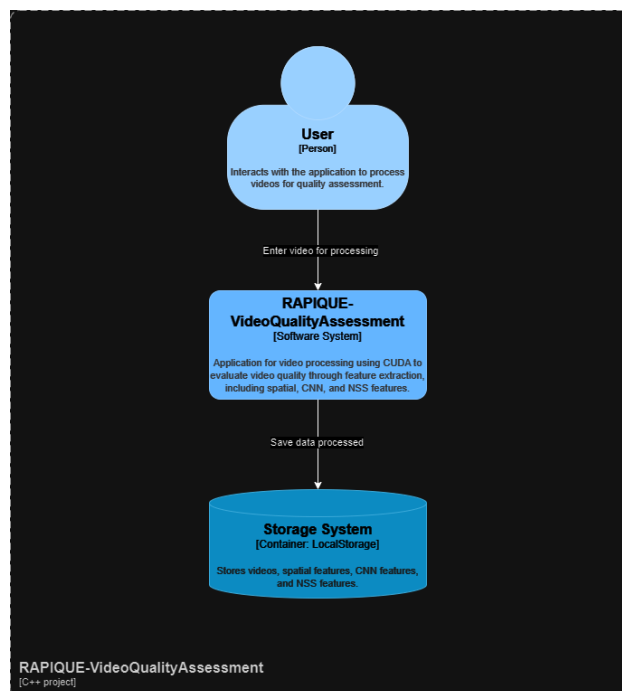 User
[Person]
Interacts with the application to process
videos for quality assessment.
Enter video for processing
RAPIQUE-
VideoQualityAssessment
[Software System]
Application for video processing using CUDA to
evaluate video quality through feature extraction,
including spatial, CNN, and NSS features.
Save data processed
Storage System
[Container: LocalStorage]
Stores videos, spatial features, CNN features,
and NSS features.
RAPIQUE-VideoQualityAssessment
[C++ project]